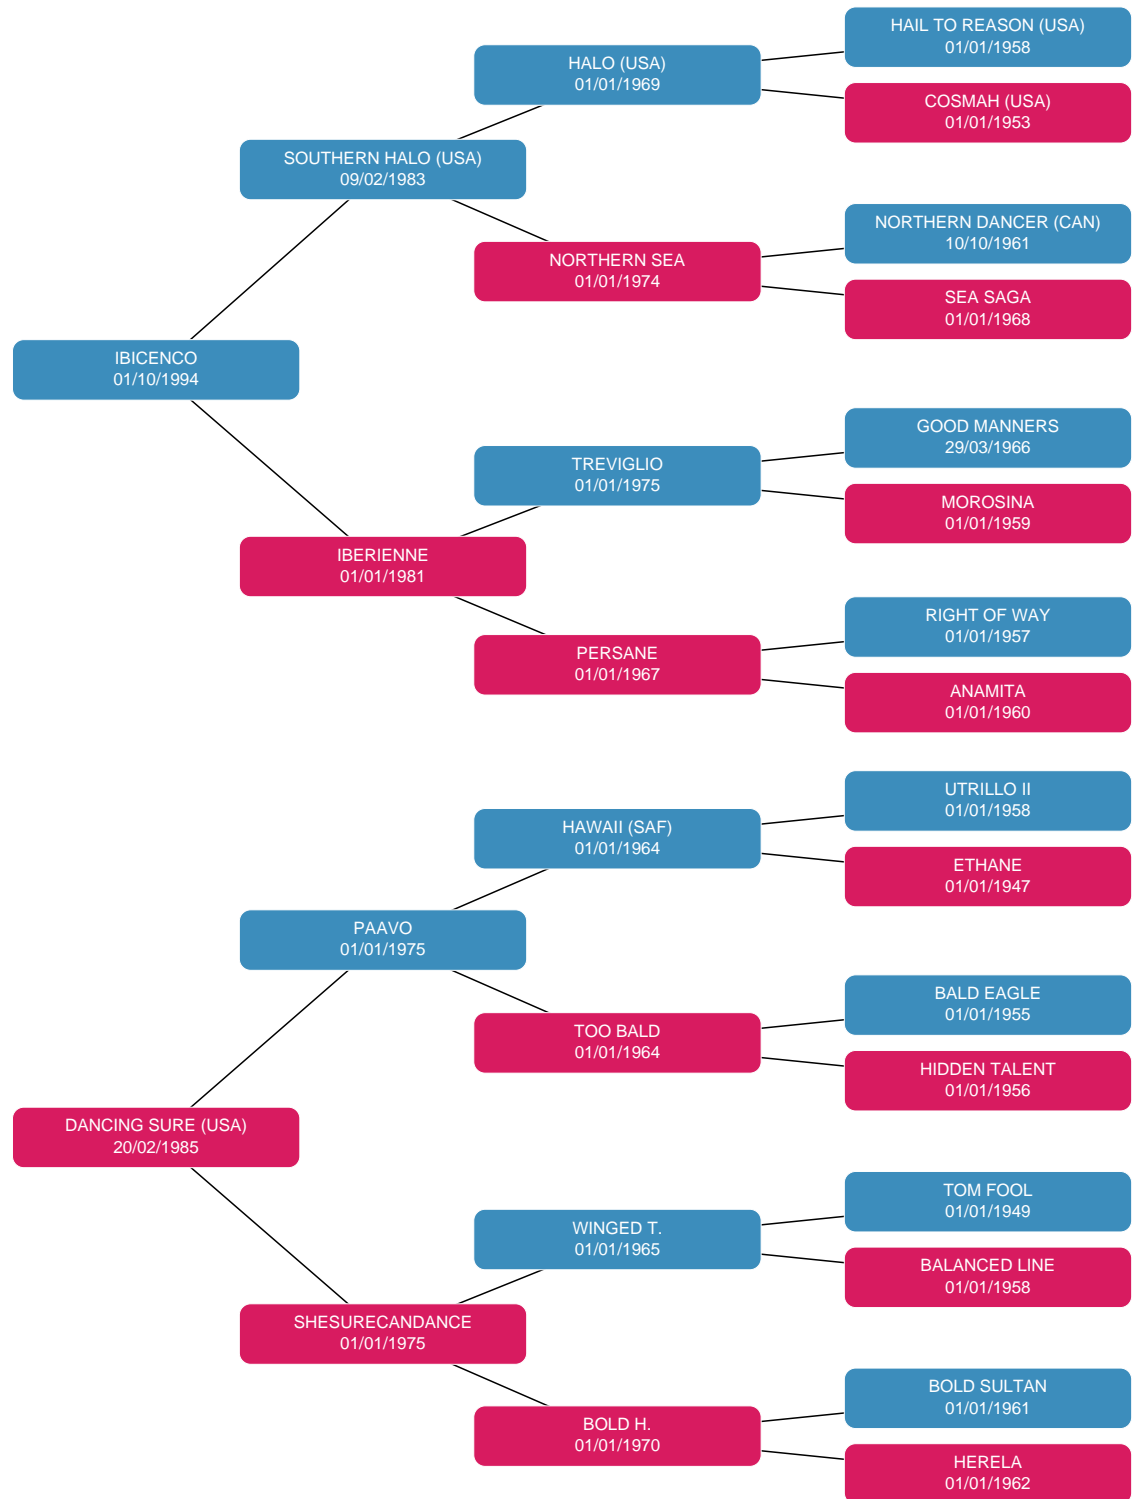 HAIL TO REASON (USA)
01/01/1958
HALO (USA)
01/01/1969
COSMAH (USA)
01/01/1953
SOUTHERN HALO (USA)
09/02/1983
NORTHERN DANCER (CAN)
10/10/1961
NORTHERN SEA
01/01/1974
SEA SAGA
01/01/1968
IBICENCO
01/10/1994
GOOD MANNERS
29/03/1966
TREVIGLIO
01/01/1975
MOROSINA
01/01/1959
IBERIENNE
01/01/1981
RIGHT OF WAY
01/01/1957
PERSANE
01/01/1967
ANAMITA
01/01/1960
UTRILLO II
01/01/1958
HAWAII (SAF)
01/01/1964
ETHANE
01/01/1947
PAAVO
01/01/1975
BALD EAGLE
01/01/1955
TOO BALD
01/01/1964
HIDDEN TALENT
01/01/1956
DANCING SURE (USA)
20/02/1985
TOM FOOL
01/01/1949
WINGED T.
01/01/1965
BALANCED LINE
01/01/1958
SHESURECANDANCE
01/01/1975
BOLD SULTAN
01/01/1961
BOLD H.
01/01/1970
HERELA
01/01/1962